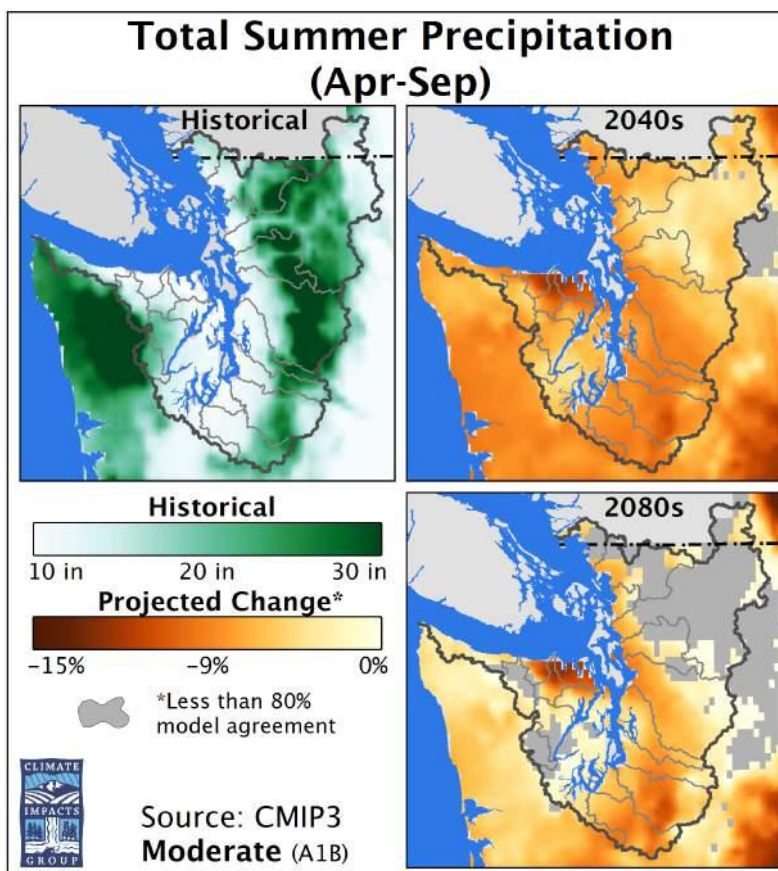 Total Summer Precipitation
(Apr-Sep)
Historical
2040s
Historical
10 in 20 in 30 in
Projected Change*
-15% -9% 0%
*Less than 80%
model agreement
2080s
CLIMATE
IMPACTS
GROUP
Source: CMIP3
Moderate (A1B)